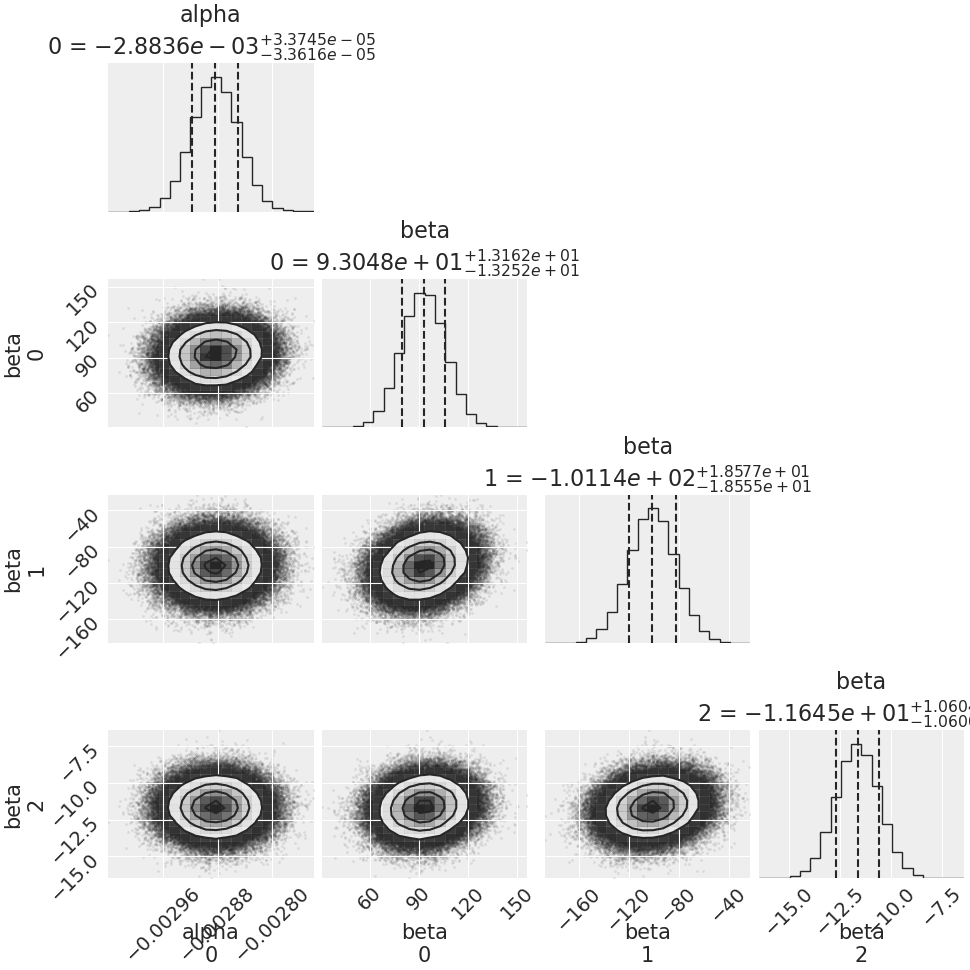 alpha
0 = −2.8836e − 03 +3.3745e − 05 −3.3616e − 05
beta
0 = 9.3048e + 01 +1.3162e + 01 −1.3252e + 01
150
120
90
60
beta
0
beta
1 = −1.0114e + 02 +1.8577e + 01 −1.8555e + 01
−40
−80
−120
−160
beta
1
beta
2 = −1.1645e + 01 +1.060 −1.060
−7.5
−10.0
−12.5
−15.0
beta
2
−0.00296 −0.00288 −0.00280 60 90 120 150 −160 −120 −80 −40 −15.0 −12.5 −10.0 −7.5
alpha beta beta beta
0 0 1 2